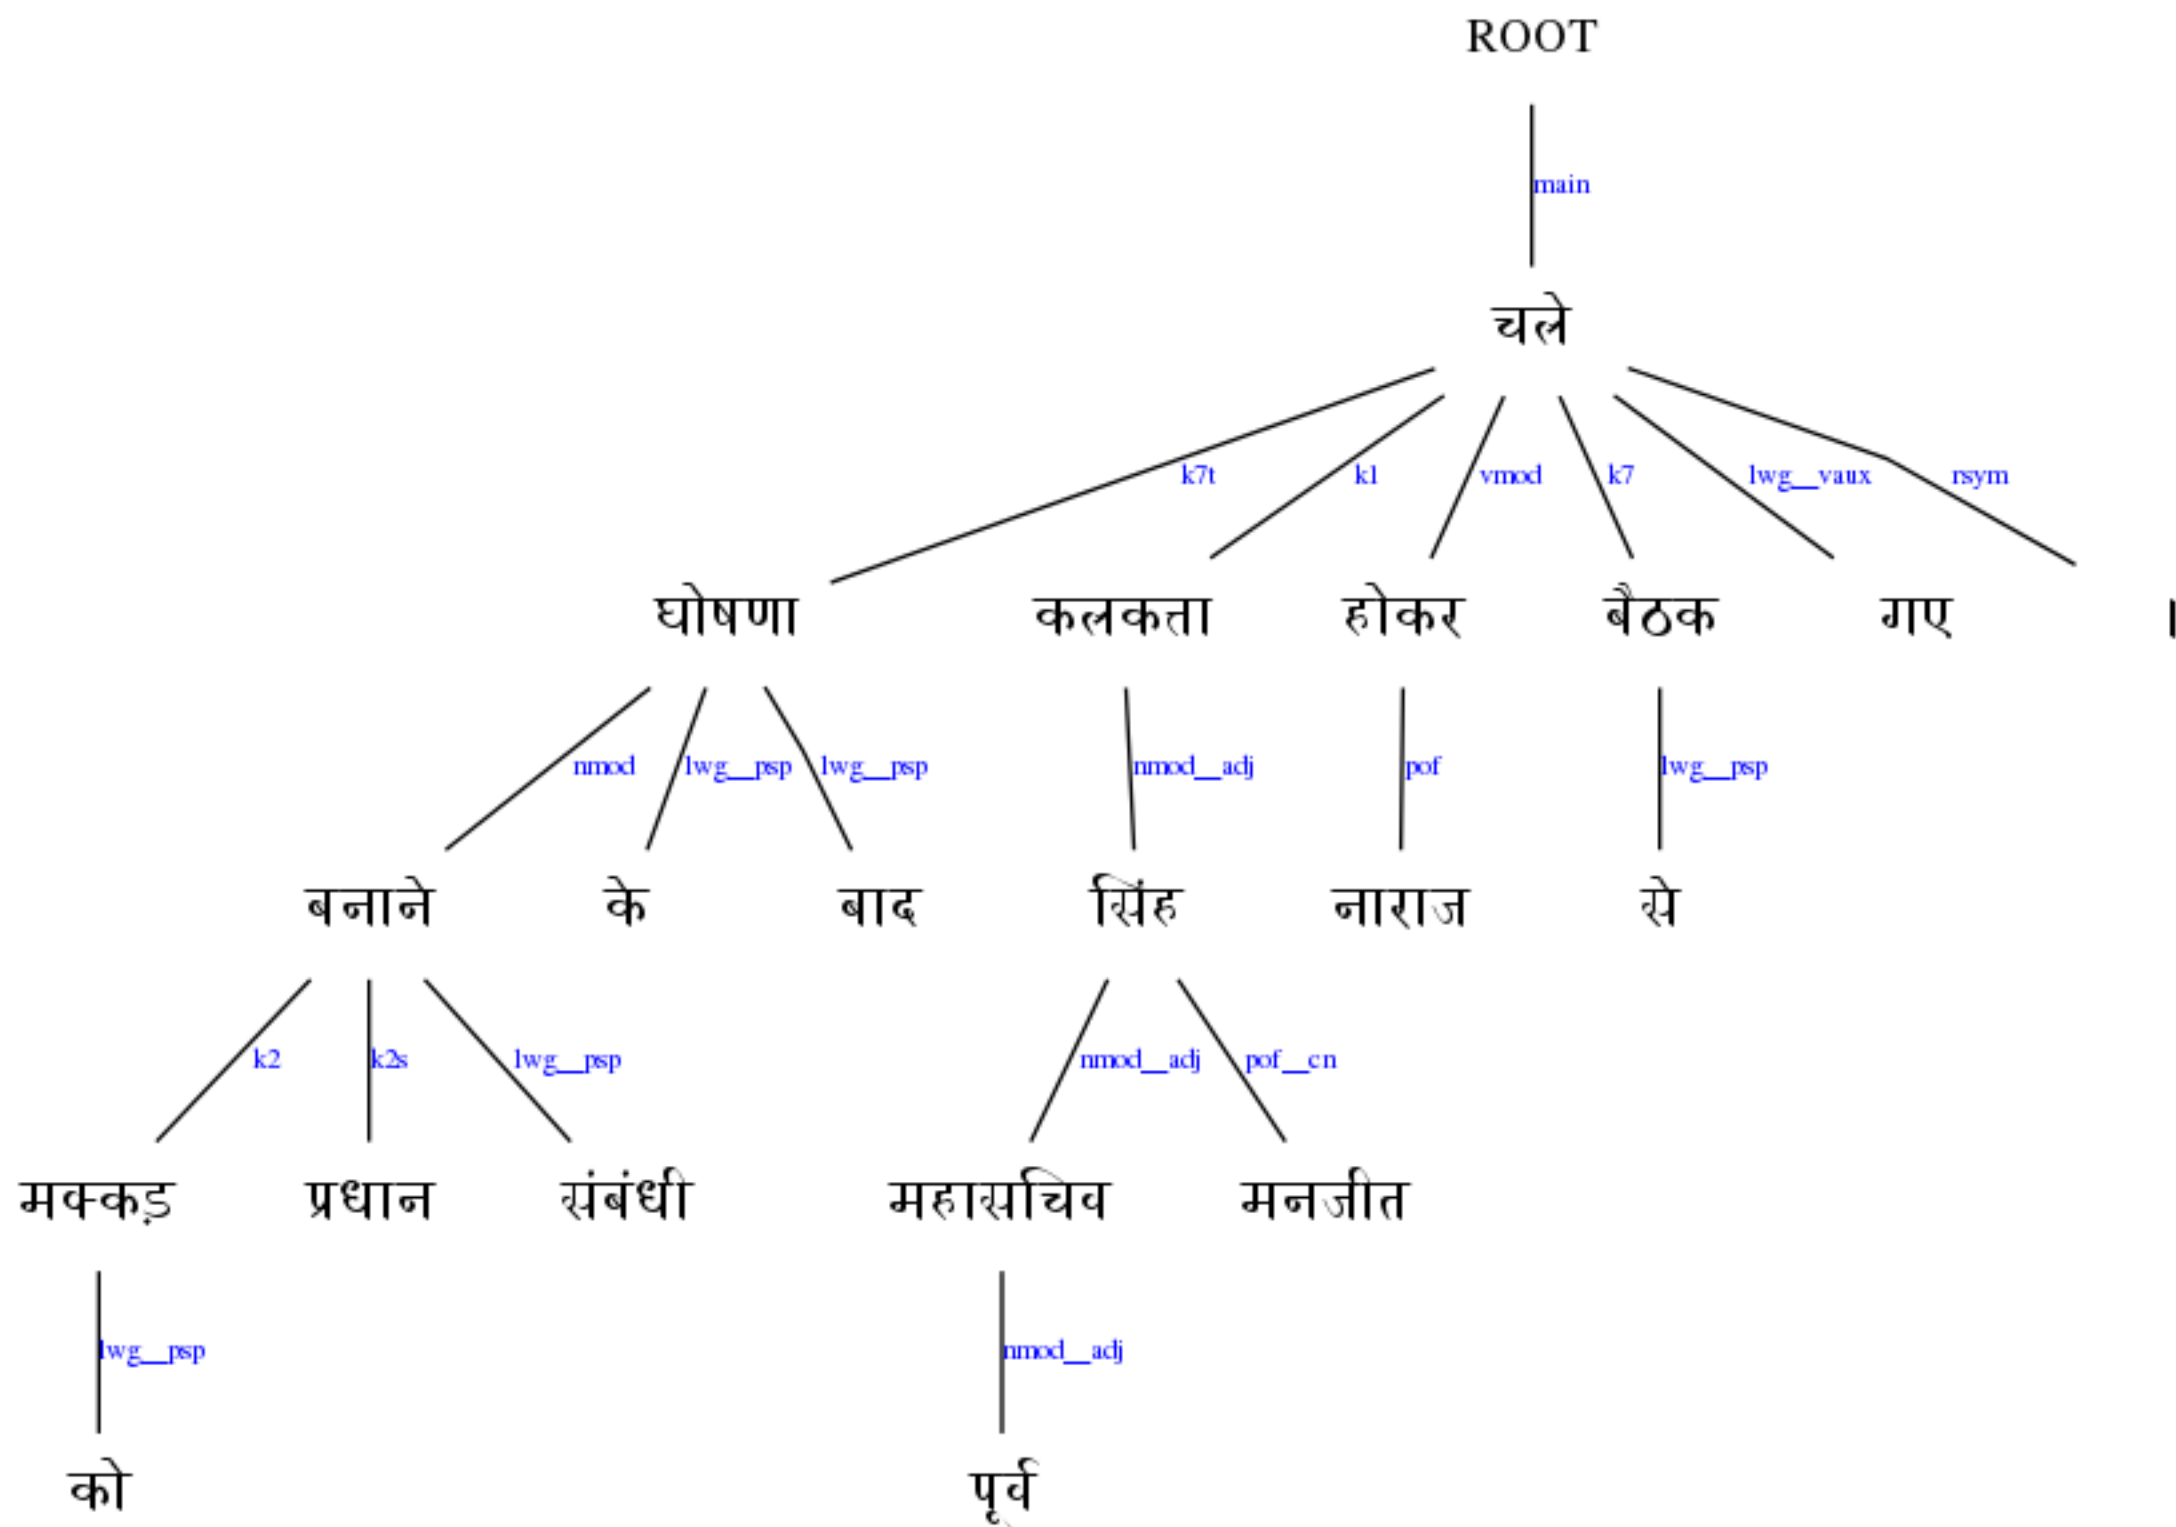 ROOT
main
चले
k7t k1 vmod k7 lwg__vaux rsym
घोषणा कलकत्ता होकर बैठक गए ।
nmod lwg__psp lwg__psp nmod__adj pof lwg__psp
बनाने के बाद सिंह नाराज से
k2 k2s lwg__psp nmod__adj pof__cn
मक्कड़ प्रधान संबंधी महासचिव मनजीत
lwg__psp nmod__adj
को पूर्व